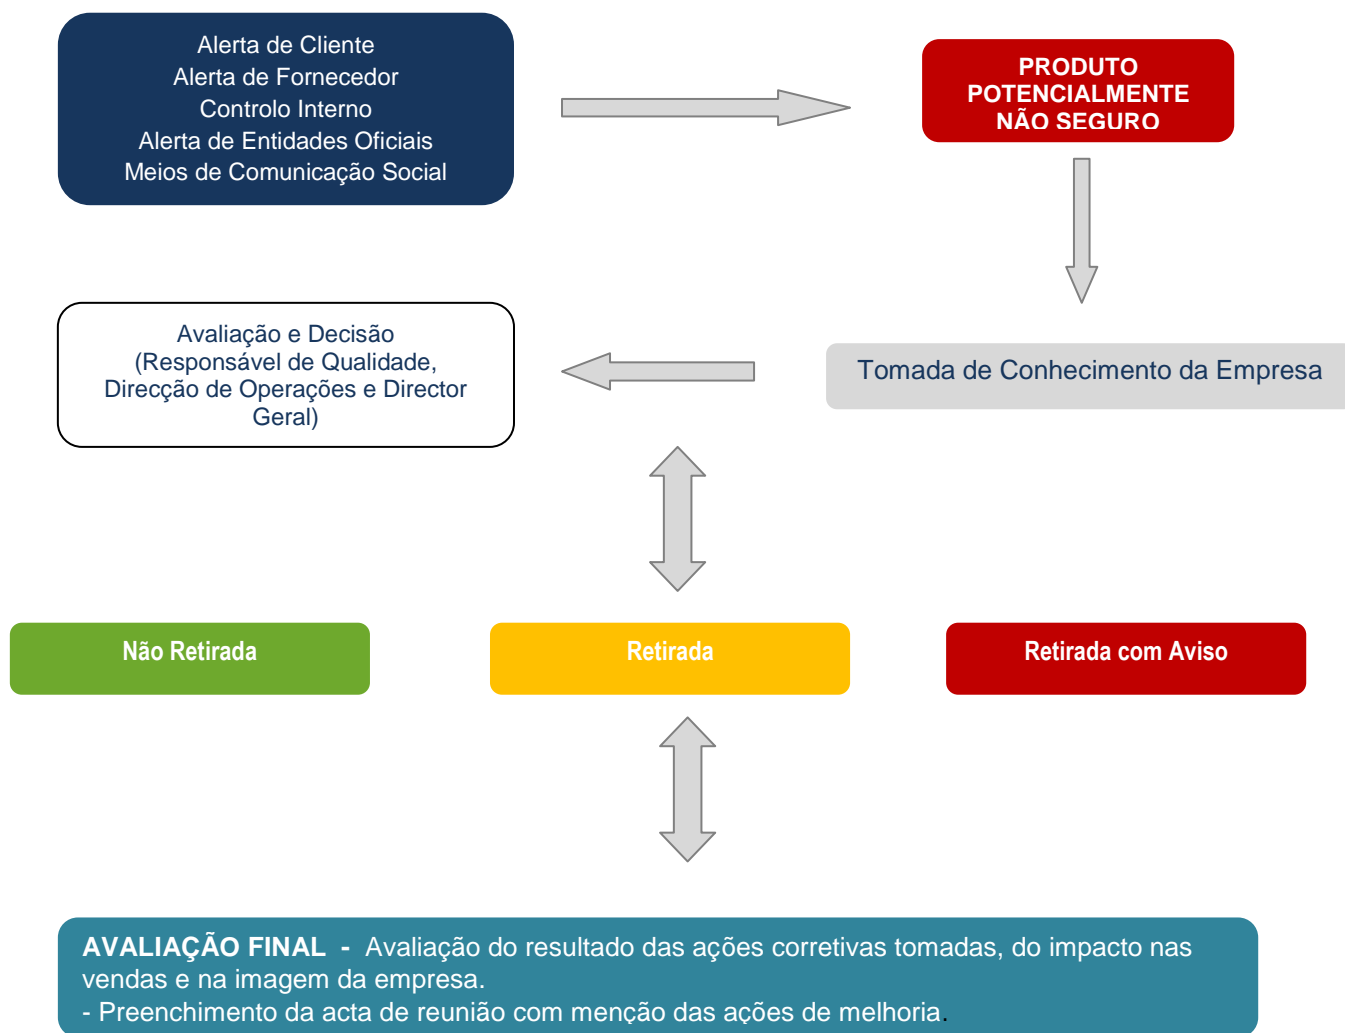 Alerta de Cliente
Alerta de Fornecedor
Controlo Interno
Alerta de Entidades Oficiais
Meios de Comunicação Social
PRODUTO
POTENCIALMENTE
NÃO SEGURO
Tomada de Conhecimento da Empresa
Avaliação e Decisão
(Responsável de Qualidade,
Direcção de Operações e Director
Geral)
Não Retirada
Retirada
Retirada com Aviso
AVALIAÇÃO FINAL - Avaliação do resultado das ações corretivas tomadas, do impacto nas
vendas e na imagem da empresa.
- Preenchimento da acta de reunião com menção das ações de melhoria.